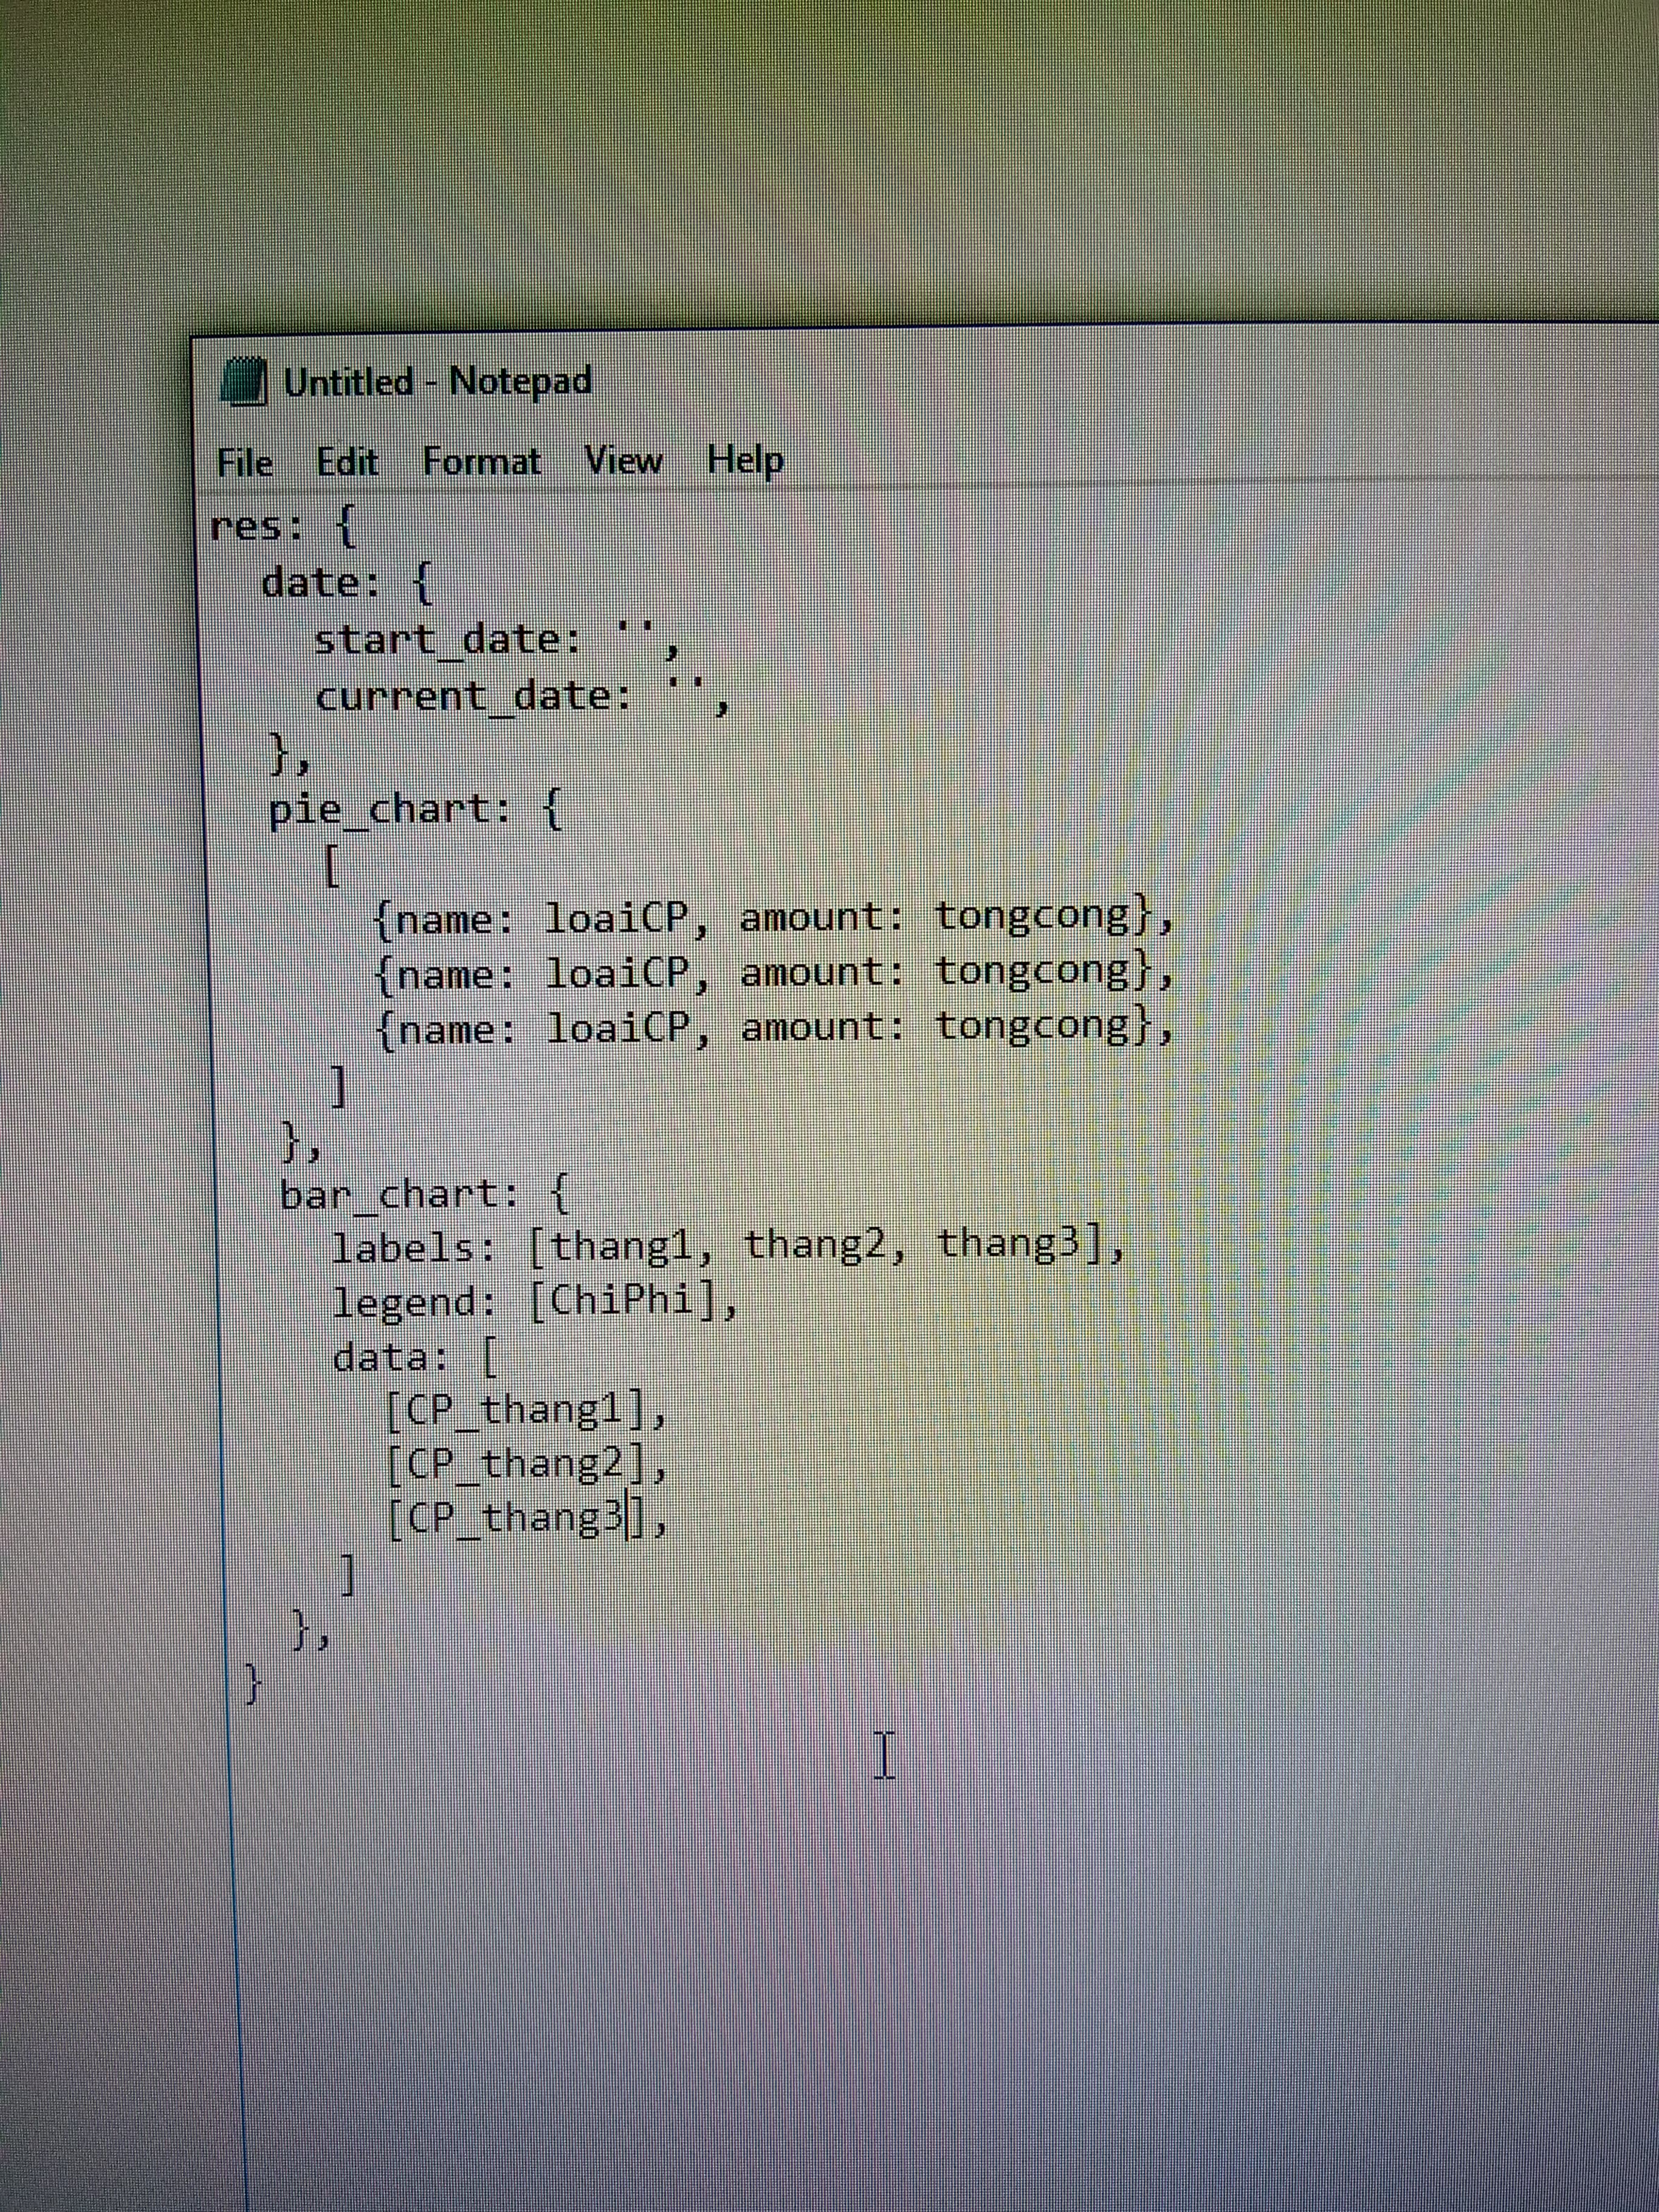 Untitled - Notepad
File Edit Format View Help
res: {
  date: {
    start_date: '',
    current_date: '',
  },
  pie_chart: {
    [
      {name: loaiCP, amount: tongcong},
      {name: loaiCP, amount: tongcong},
      {name: loaiCP, amount: tongcong},
    ]
  },
  bar_chart: {
    labels: [thang1, thang2, thang3],
    legend: [ChiPhi],
    data: [
      [CP_thang1],
      [CP_thang2],
      [CP_thang3],
    ]
  },
}